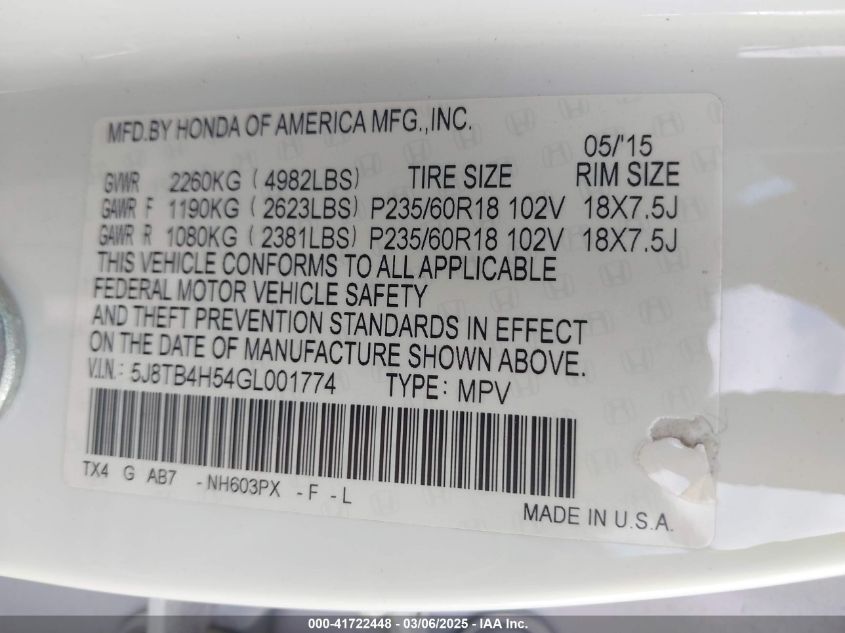 MFD.BY HONDA OF AMERICA MFG.,INC.
05/'15
GVWR 2260KG (4982LBS) TIRE SIZE RIM SIZE
GAWR F 1190KG (2623LBS) P235/60R18 102V 18X7.5J
GAWR R 1080KG (2381LBS) P235/60R18 102V 18X7.5J
THIS VEHICLE CONFORMS TO ALL APPLICABLE
FEDERAL MOTOR VEHICLE SAFETY
AND THEFT PREVENTION STANDARDS IN EFFECT
ON THE DATE OF MANUFACTURE SHOWN ABOVE.
V.I.N.: 5J8TB4H54GL001774 TYPE: MPV
TX4 G AB7 -NH603PX -F -L
MADE IN U.S.A.
000-41722448 — 03/06/2025 — IAA Inc.